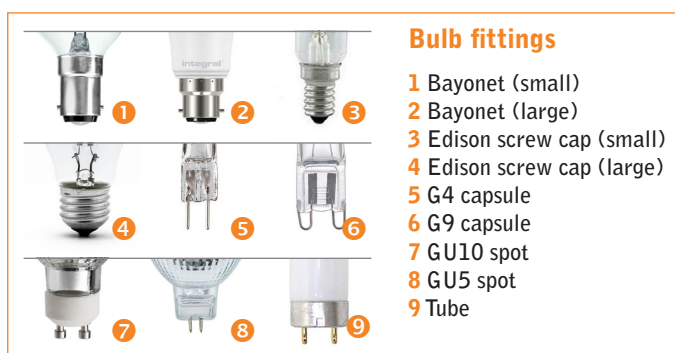 Bulb fittings
integral
1 2 3
4 5 6
7 8 9
1 Bayonet (small)
2 Bayonet (large)
3 Edison screw cap (small)
4 Edison screw cap (large)
5 G4 capsule
6 G9 capsule
7 GU10 spot
8 GU5 spot
9 Tube